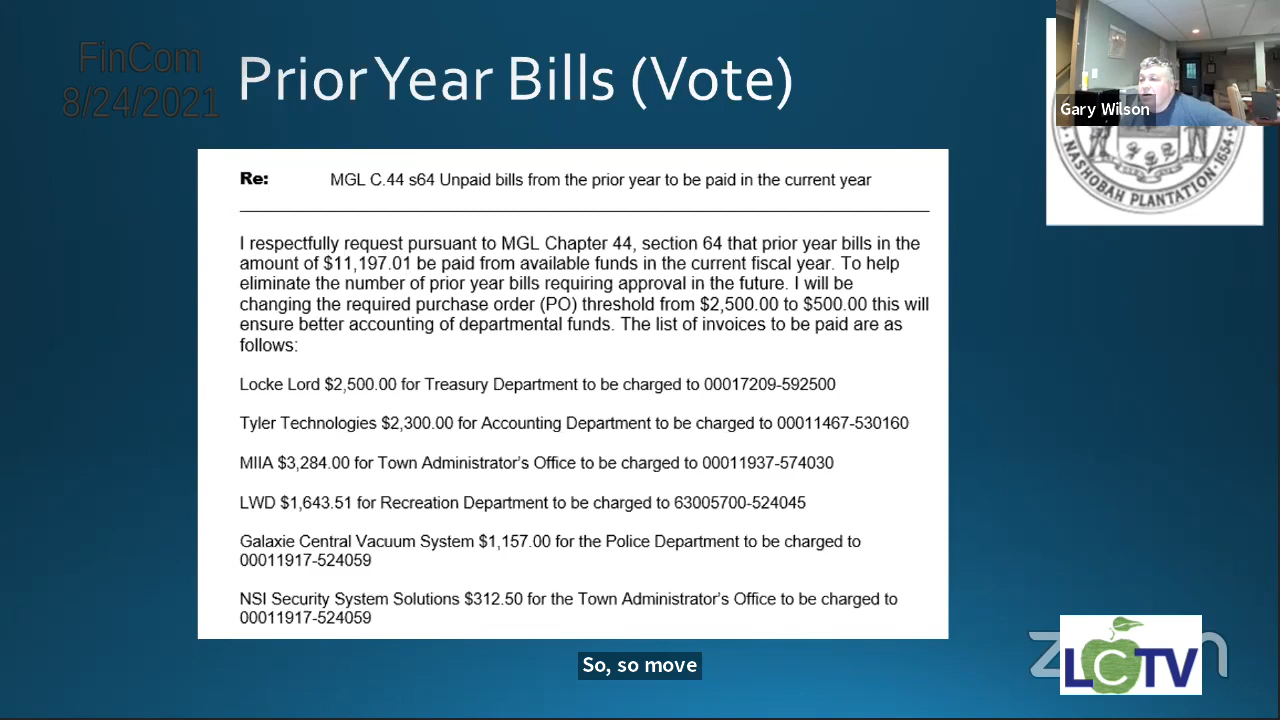 FinCom
8/24/2021
Prior Year Bills (Vote)
Gary Wilson
NASHOBAH PLANTATION 1654
Re: MGL C.44 s64 Unpaid bills from the prior year to be paid in the current year
I respectfully request pursuant to MGL Chapter 44, section 64 that prior year bills in the
amount of $11,197.01 be paid from available funds in the current fiscal year. To help
eliminate the number of prior year bills requiring approval in the future. I will be
changing the required purchase order (PO) threshold from $2,500.00 to $500.00 this will
ensure better accounting of departmental funds. The list of invoices to be paid are as
follows:
Locke Lord $2,500.00 for Treasury Department to be charged to 00017209-592500
Tyler Technologies $2,300.00 for Accounting Department to be charged to 00011467-530160
MIIA $3,284.00 for Town Administrator's Office to be charged to 00011937-574030
LWD $1,643.51 for Recreation Department to be charged to 63005700-524045
Galaxie Central Vacuum System $1,157.00 for the Police Department to be charged to
00011917-524059
NSI Security System Solutions $312.50 for the Town Administrator's Office to be charged to
00011917-524059
So, so move
zoom
LCTV